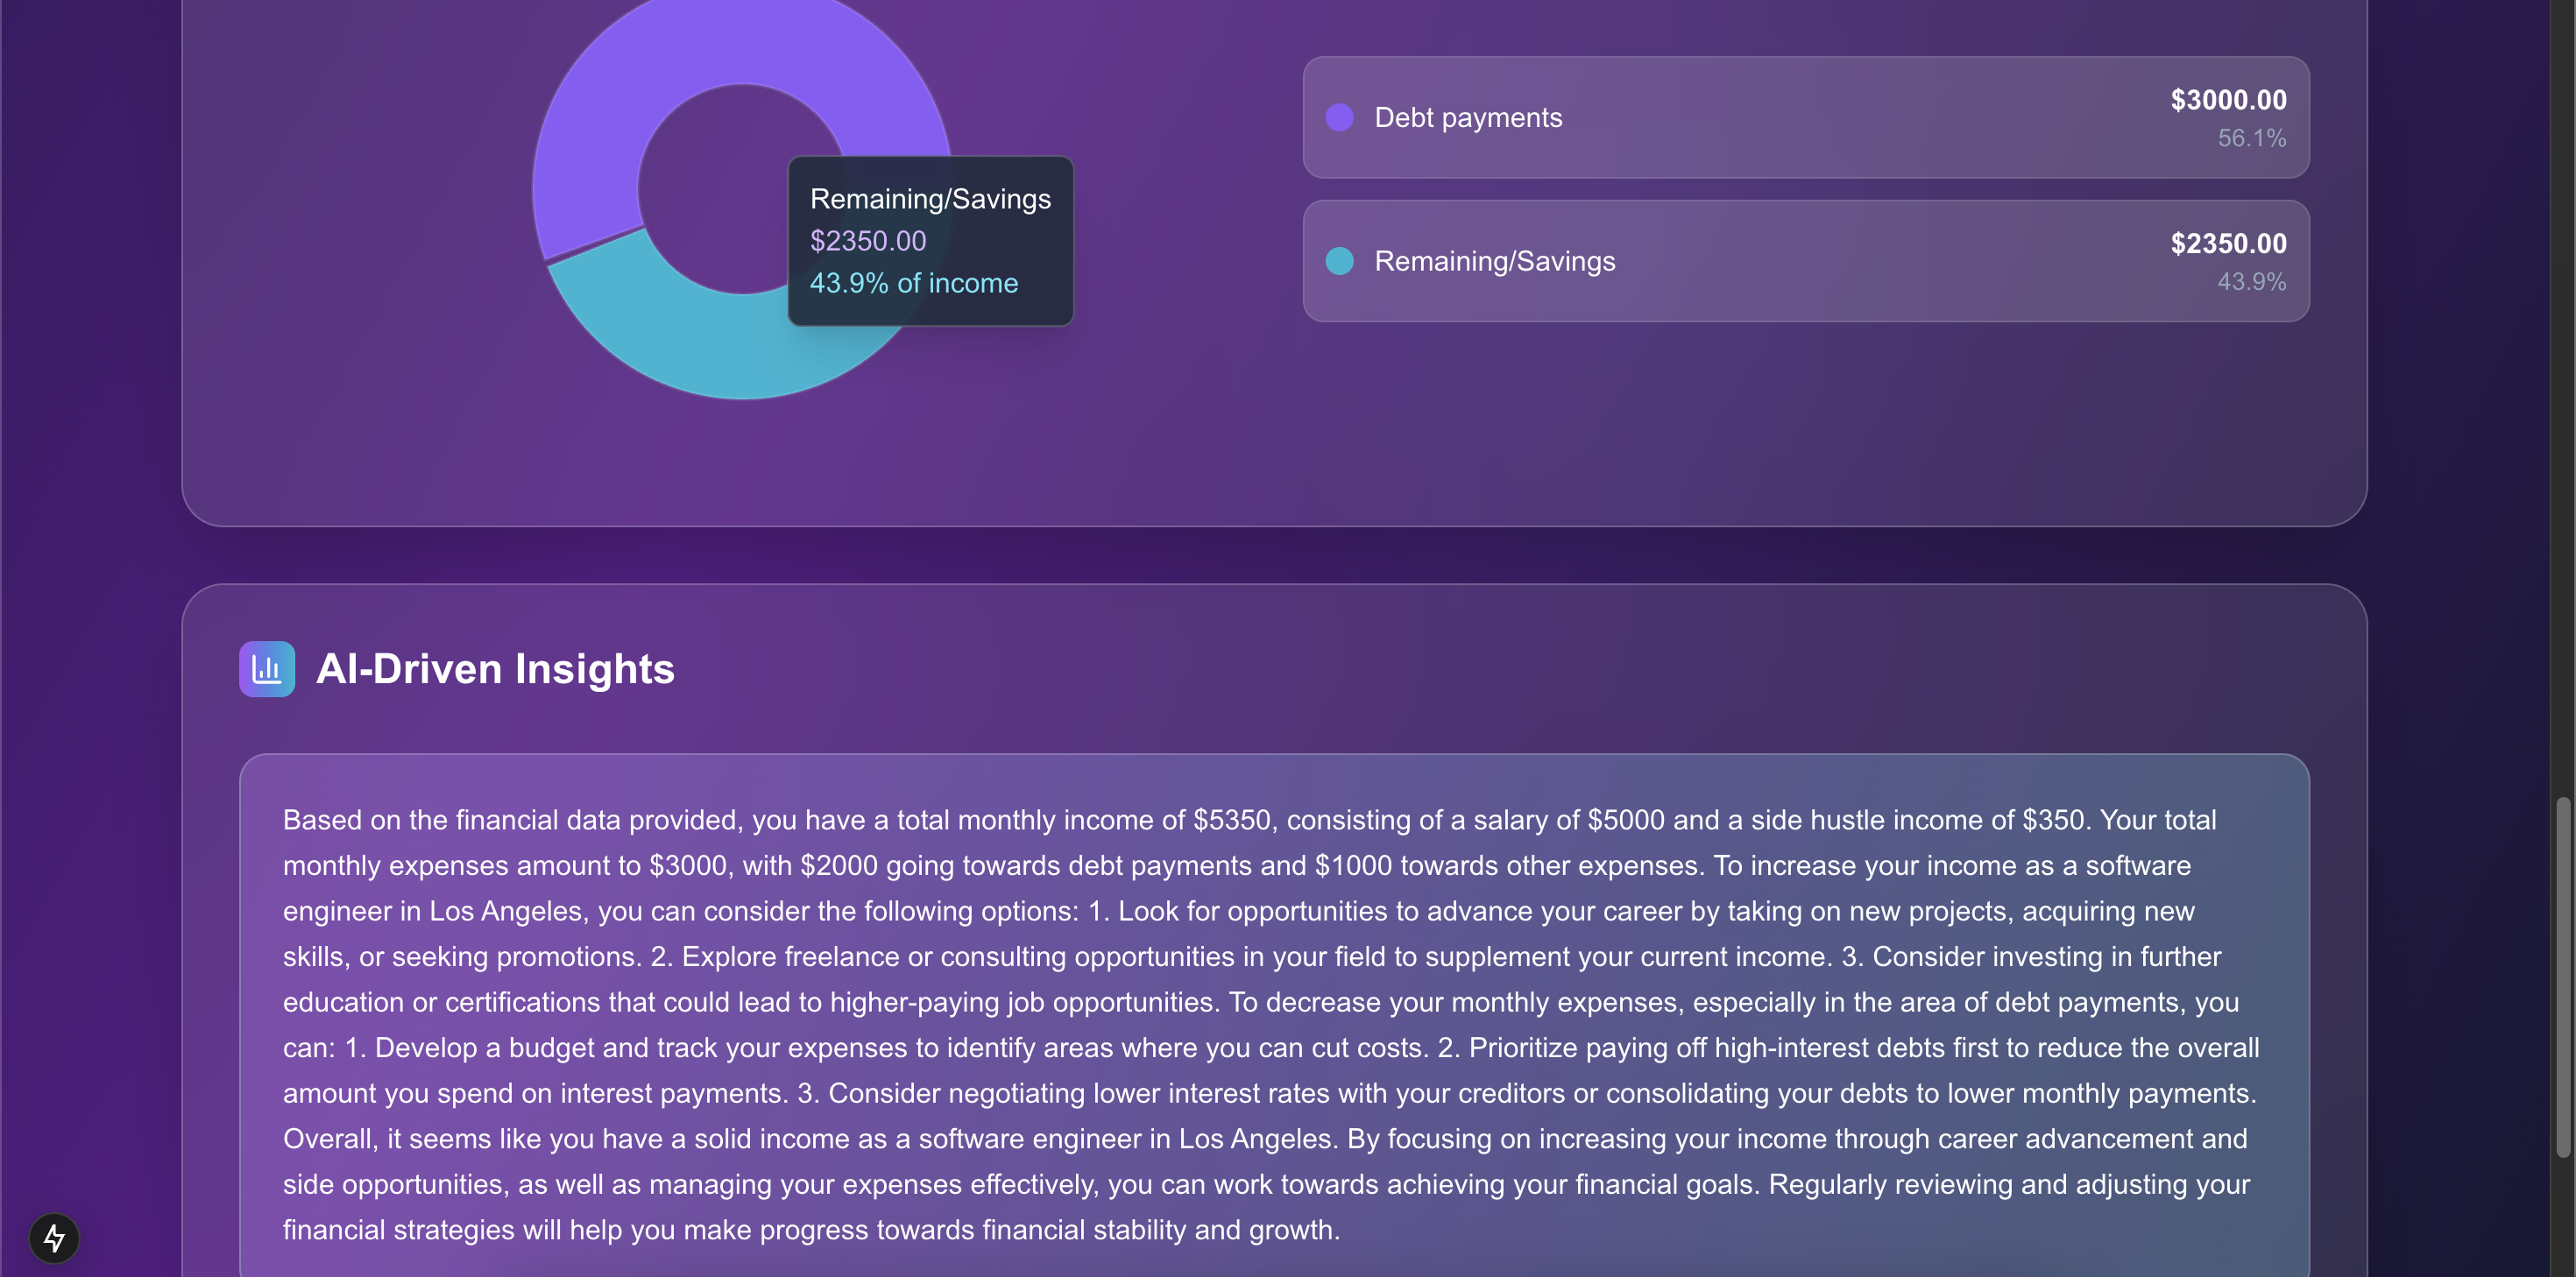 Debt payments
$3000.00
56.1%
Remaining/Savings
$2350.00
43.9% of income
Remaining/Savings
$2350.00
43.9%
AI-Driven Insights
Based on the financial data provided, you have a total monthly income of $5350, consisting of a salary of $5000 and a side hustle income of $350. Your total
monthly expenses amount to $3000, with $2000 going towards debt payments and $1000 towards other expenses. To increase your income as a software
engineer in Los Angeles, you can consider the following options: 1. Look for opportunities to advance your career by taking on new projects, acquiring new
skills, or seeking promotions. 2. Explore freelance or consulting opportunities in your field to supplement your current income. 3. Consider investing in further
education or certifications that could lead to higher-paying job opportunities. To decrease your monthly expenses, especially in the area of debt payments, you
can: 1. Develop a budget and track your expenses to identify areas where you can cut costs. 2. Prioritize paying off high-interest debts first to reduce the overall
amount you spend on interest payments. 3. Consider negotiating lower interest rates with your creditors or consolidating your debts to lower monthly payments.
Overall, it seems like you have a solid income as a software engineer in Los Angeles. By focusing on increasing your income through career advancement and
side opportunities, as well as managing your expenses effectively, you can work towards achieving your financial goals. Regularly reviewing and adjusting your
financial strategies will help you make progress towards financial stability and growth.